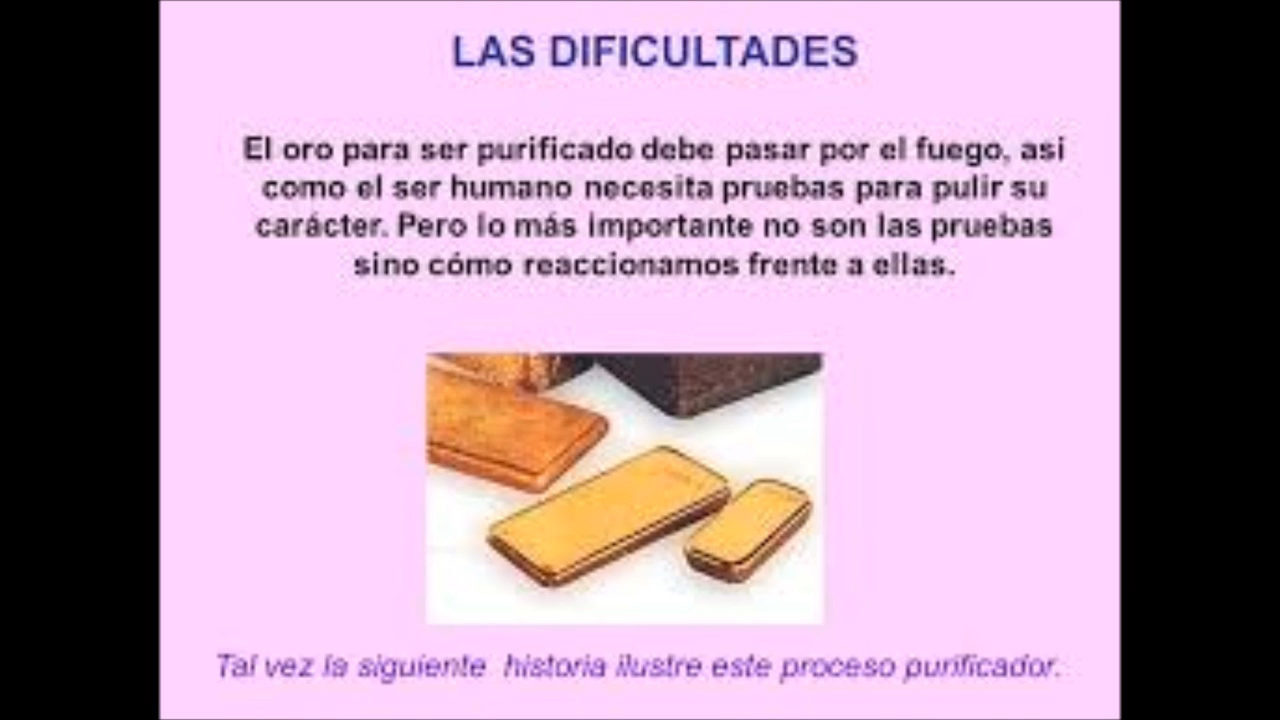 LAS DIFICULTADES
El oro para ser purificado debe pasar por el fuego, así
como el ser humano necesita pruebas para pulir su
carácter. Pero lo más importante no son las pruebas
sino cómo reaccionamos frente a ellas.
Tal vez la siguiente historia ilustre este proceso purificador.